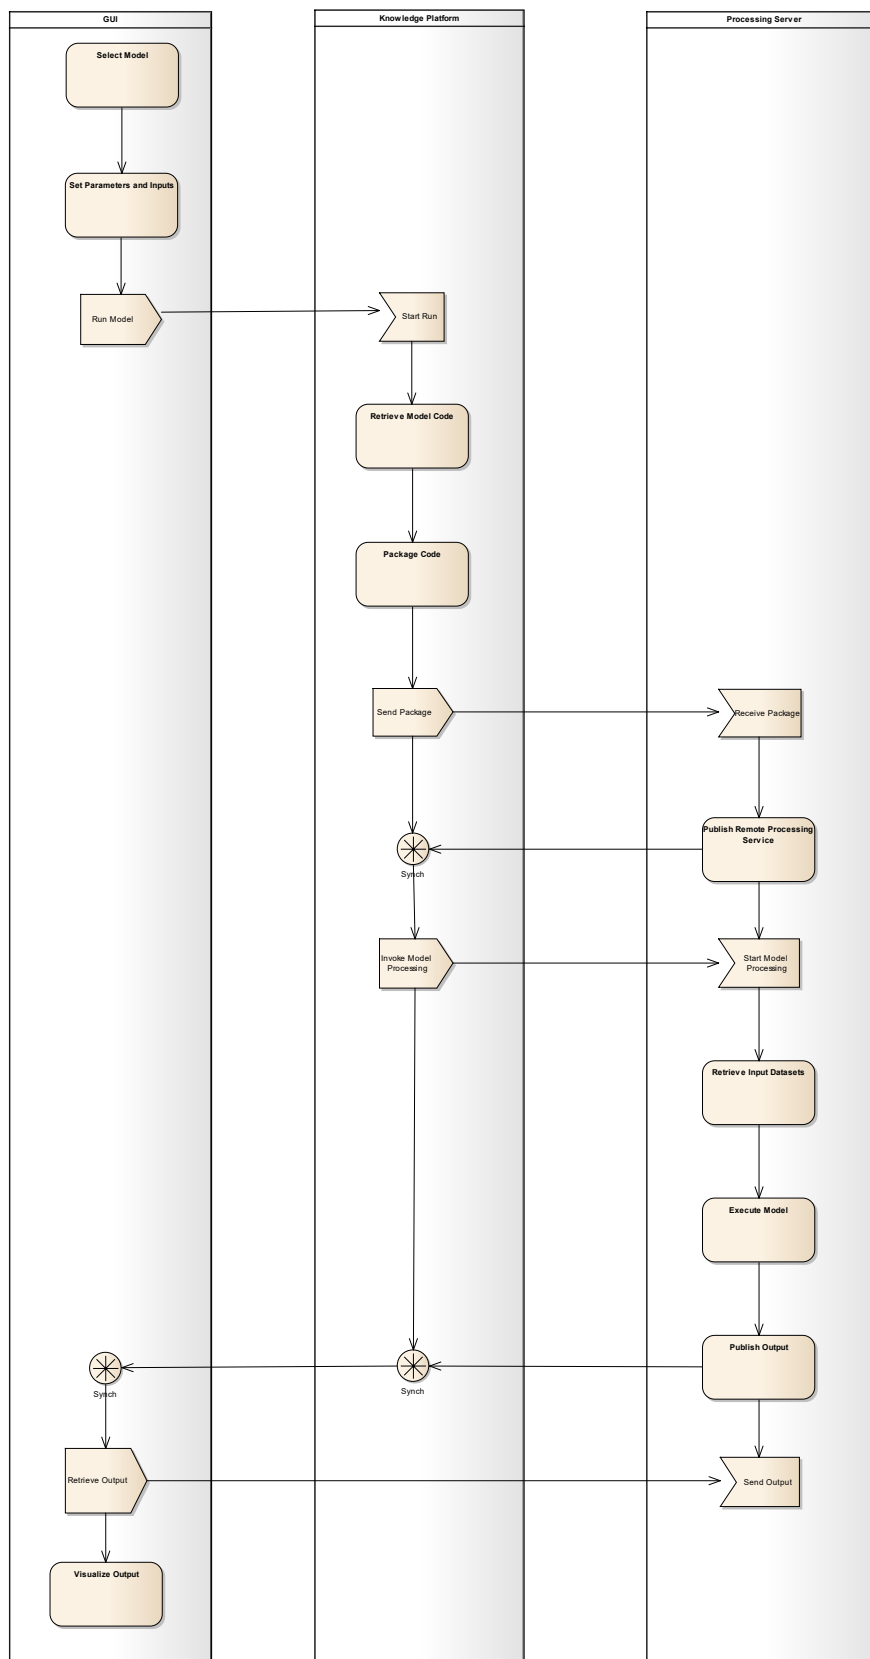 GUI
Knowledge Platform
Processing Server
Select Model
Set Parameters and Inputs
Run Model
Start Run
Retrieve Model Code
Package Code
Send Package
Receive Package
Publish Remote Processing
Service
Synch
Invoke Model
Processing
Start Model
Processing
Retrieve Input Datasets
Execute Model
Publish Output
Synch
Synch
Retrieve Output
Send Output
Visualize Output